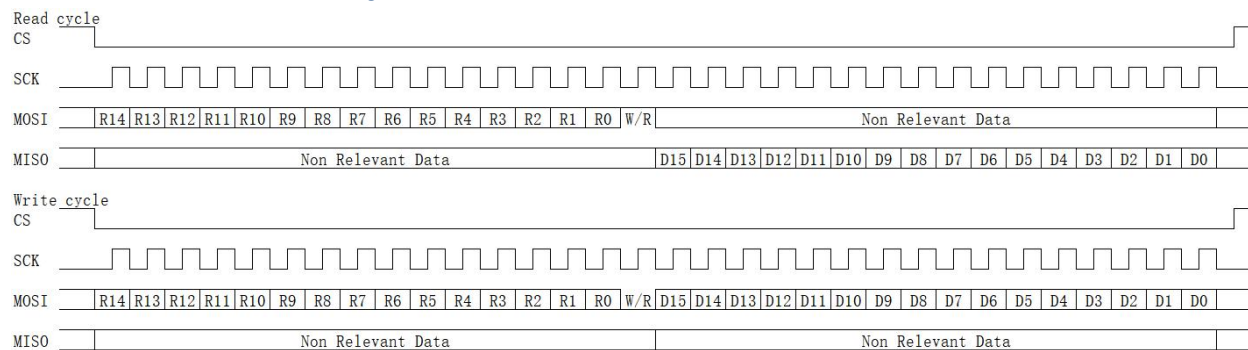 Read cycle
CS
SCK
MOSI R14 R13 R12 R11 R10 R9 R8 R7 R6 R5 R4 R3 R2 R1 R0 W/R Non Relevant Data
MISO Non Relevant Data D15 D14 D13 D12 D11 D10 D9 D8 D7 D6 D5 D4 D3 D2 D1 D0
Write cycle
CS
SCK
MOSI R14 R13 R12 R11 R10 R9 R8 R7 R6 R5 R4 R3 R2 R1 R0 W/R D15 D14 D13 D12 D11 D10 D9 D8 D7 D6 D5 D4 D3 D2 D1 D0
MISO Non Relevant Data Non Relevant Data